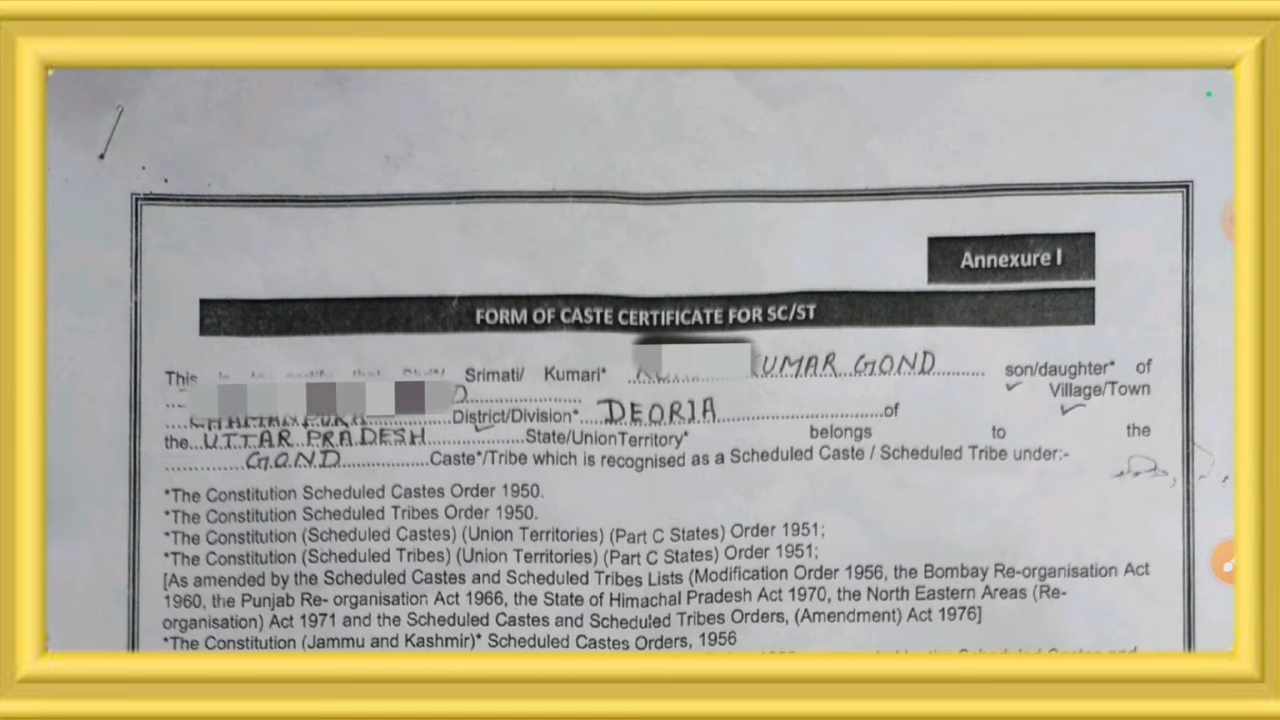 Annexure I
FORM OF CASTE CERTIFICATE FOR SC/ST
This Srimati/ Kumari* UMAR GOND son/daughter* of
Village/Town
District/Division* DEORIA of
the UTTAR PRADESH State/UnionTerritory* belongs to the
GOND Caste*/Tribe which is recognised as a Scheduled Caste / Scheduled Tribe under:-
*The Constitution Scheduled Castes Order 1950.
*The Constitution Scheduled Tribes Order 1950.
*The Constitution (Scheduled Castes) (Union Territories) (Part C States) Order 1951;
*The Constitution (Scheduled Tribes) (Union Territories) (Part C States) Order 1951;
[As amended by the Scheduled Castes and Scheduled Tribes Lists (Modification Order 1956, the Bombay Re-organisation Act
1960, the Punjab Re- organisation Act 1966, the State of Himachal Pradesh Act 1970, the North Eastern Areas (Re-
organisation) Act 1971 and the Scheduled Castes and Scheduled Tribes Orders, (Amendment) Act 1976]
*The Constitution (Jammu and Kashmir)* Scheduled Castes Orders, 1956